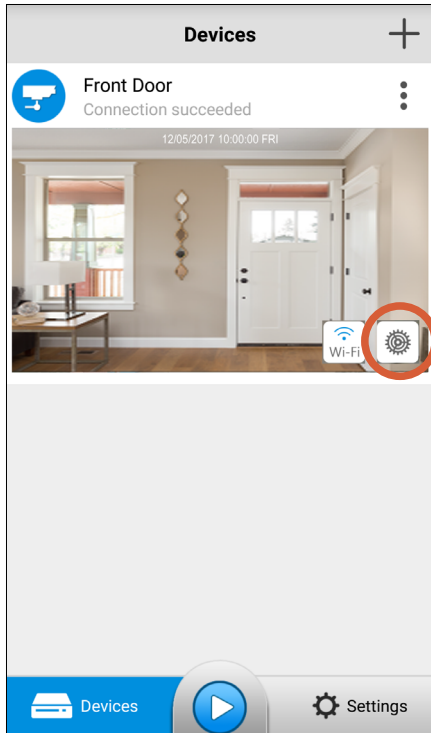 Devices
Front Door
Connection succeeded
12/05/2017 10:00:00 FRI
Wi-Fi
Devices
Settings